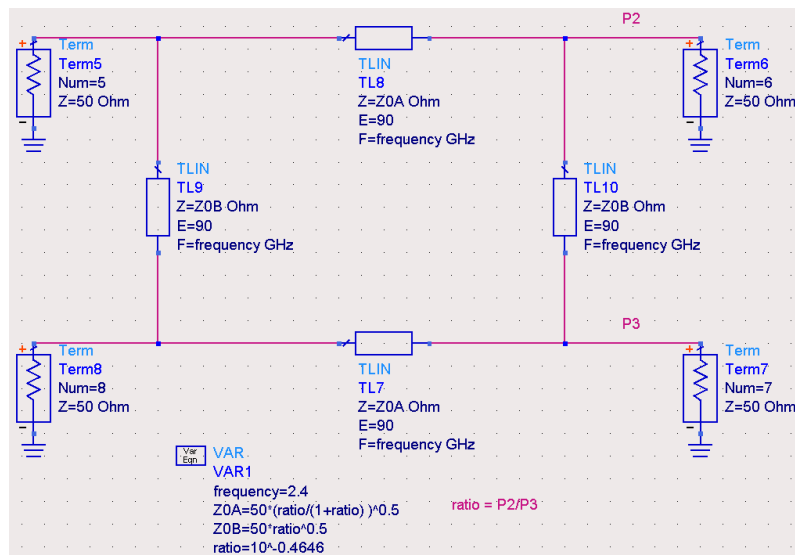 P2
Term
Term5
Num=5
Z=50 Ohm
TLIN
TL8
Z=Z0A Ohm
E=90
F=frequency GHz
Term
Term6
Num=6
Z=50 Ohm
TLIN
TL9
Z=Z0B Ohm
E=90
F=frequency GHz
TLIN
TL10
Z=Z0B Ohm
E=90
F=frequency GHz
P3
Term
Term8
Num=8
Z=50 Ohm
TLIN
TL7
Z=Z0A Ohm
E=90
F=frequency GHz
Term
Term7
Num=7
Z=50 Ohm
Var
Eqn
VAR
VAR1
frequency=2.4
Z0A=50*(ratio/(1+ratio) )^0.5
Z0B=50*ratio^0.5
ratio=10^-0.4646
ratio = P2/P3